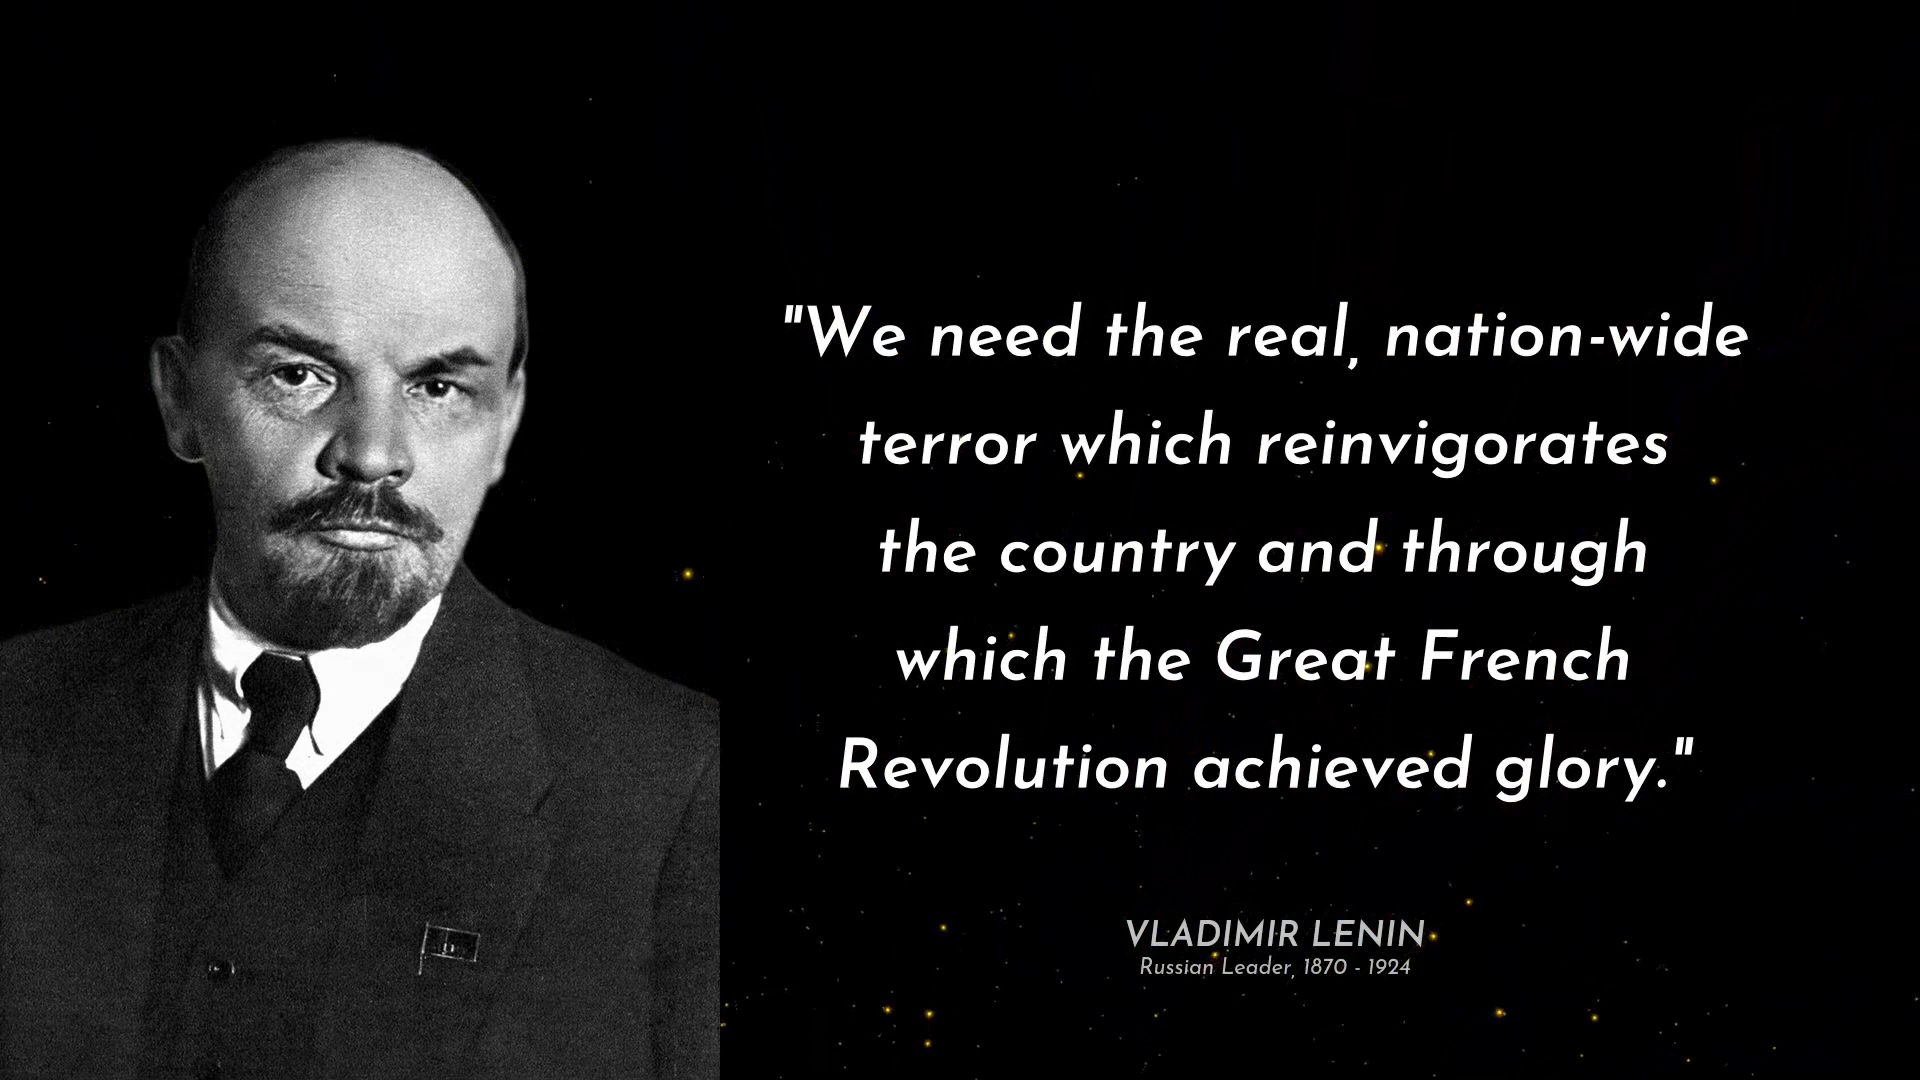 "We need the real, nation-wide
terror which reinvigorates
the country and through
which the Great French
Revolution achieved glory."
VLADIMIR LENIN
Russian Leader, 1870 - 1924